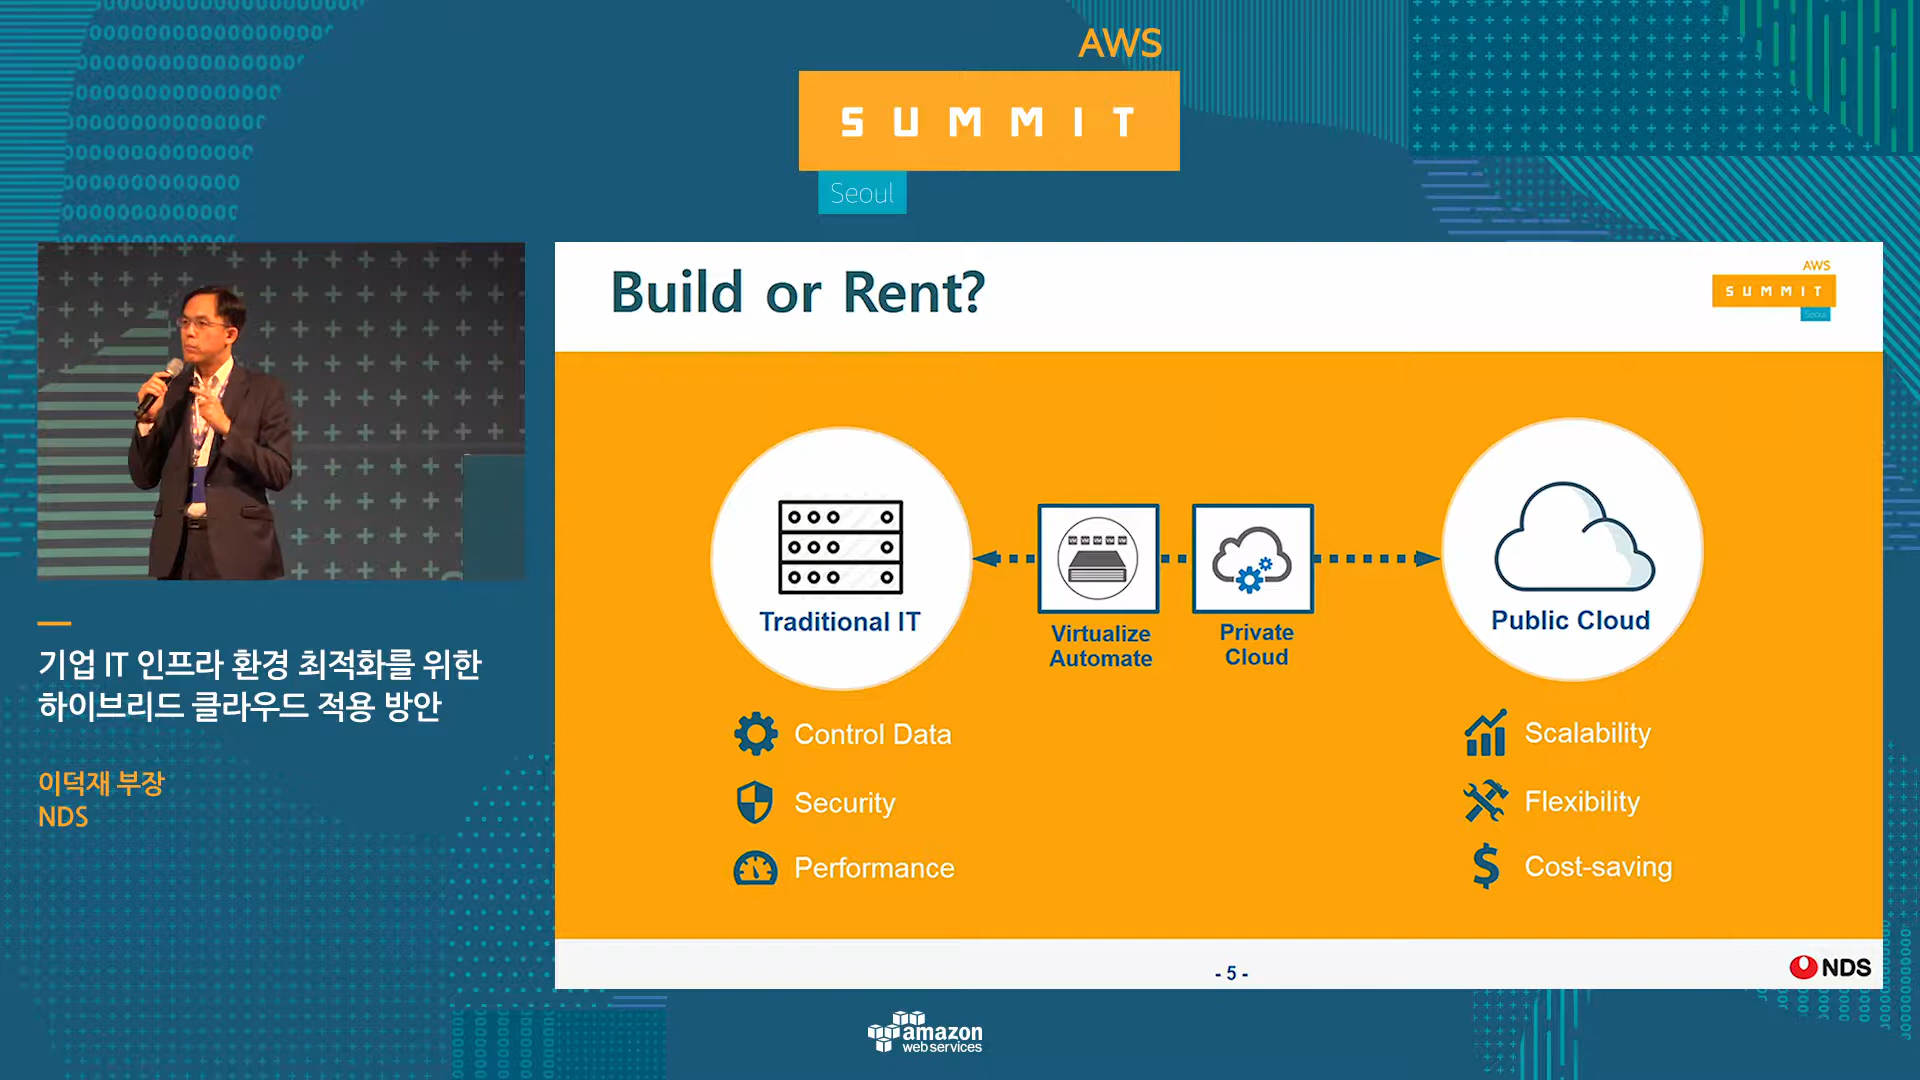 AWS
SUMMIT
Seoul
기업 IT 인프라 환경 최적화를 위한
하이브리드 클라우드 적용 방안
이덕재 부장
NDS
Build or Rent?
AWS
SUMMIT
Seoul
Traditional IT
Virtualize
Automate
Private
Cloud
Public Cloud
Control Data
Security
Performance
Scalability
Flexibility
Cost-saving
- 5 -
NDS
amazon
web services